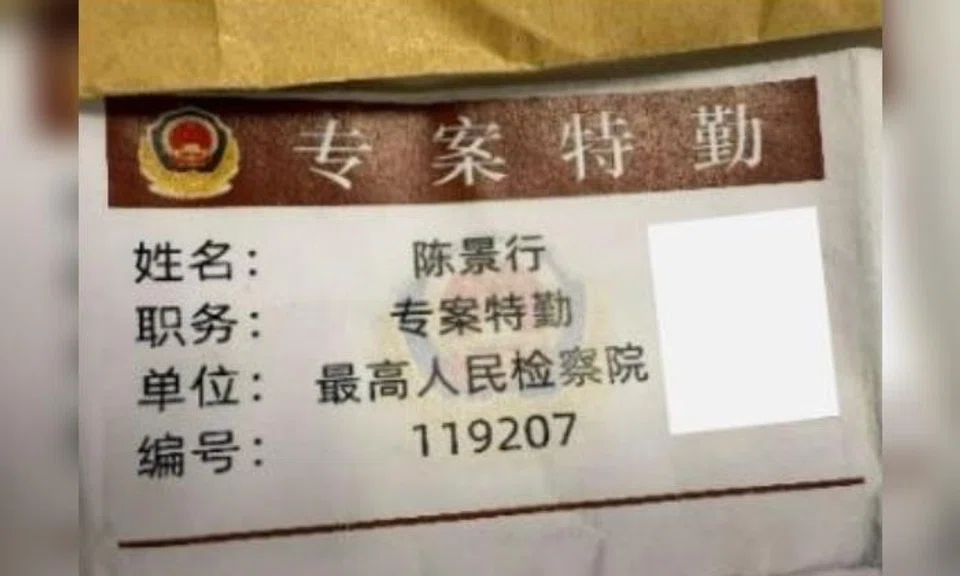 专案特勤
姓名： 陈景行
职务： 专案特勤
单位： 最高人民检察院
编号： 119207